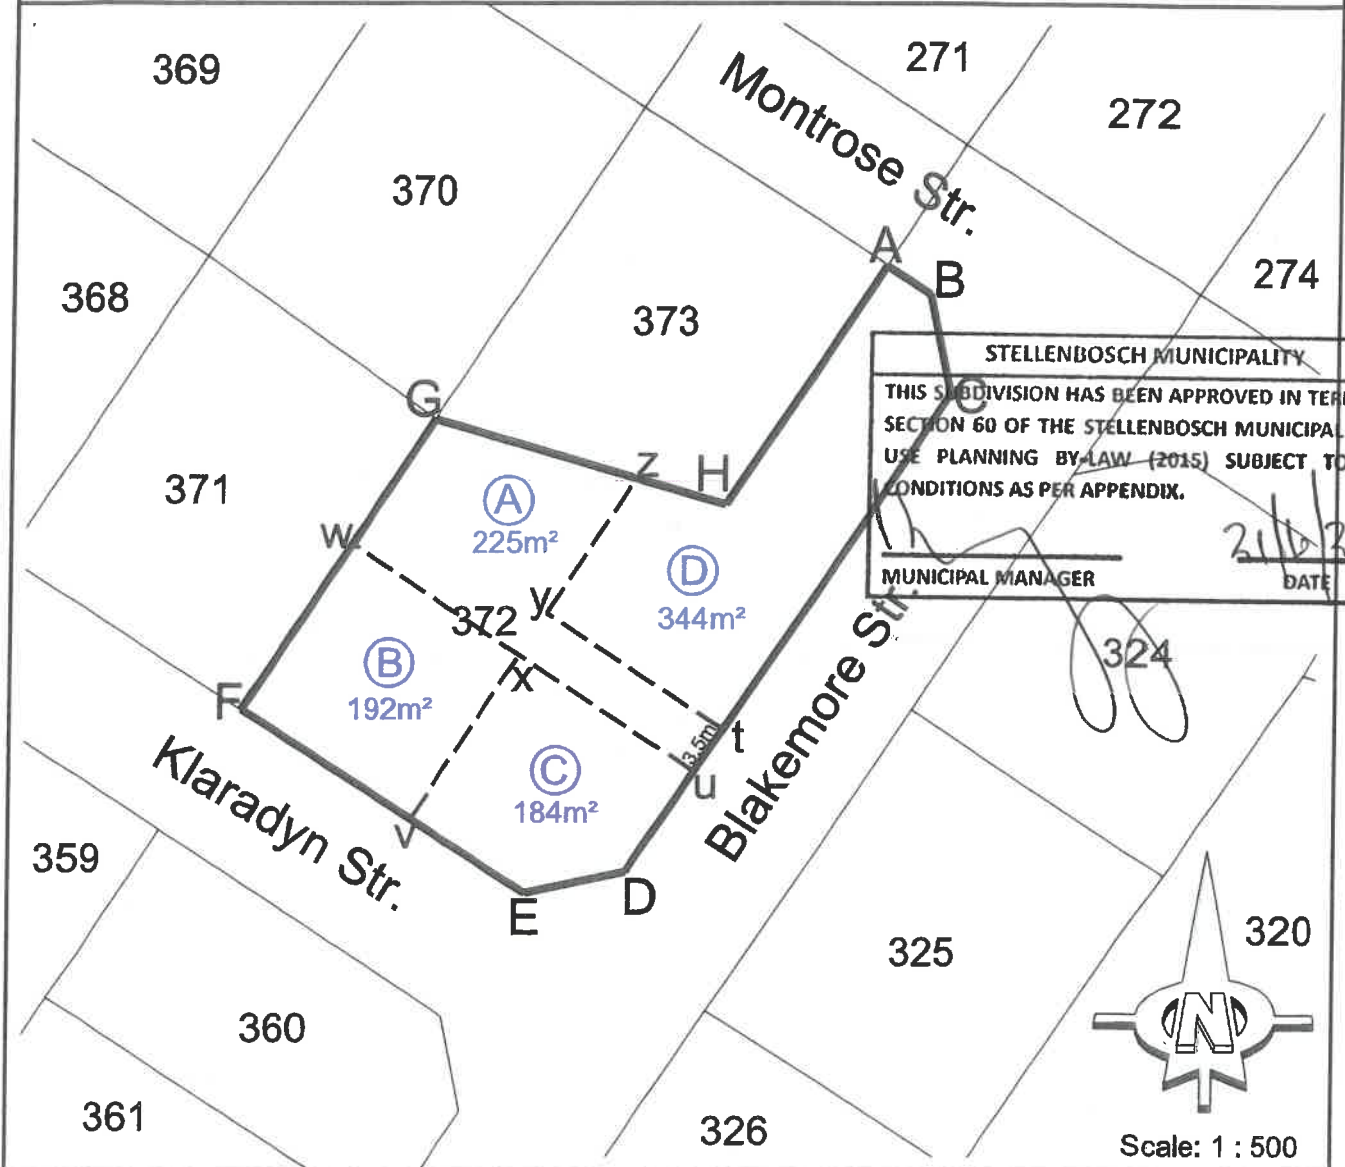 369
271
272
Montrose Str.
370
A
B
274
368
373
STELLENBOSCH MUNICIPALITY
THIS SUBDIVISION HAS BEEN APPROVED IN
SECTION 60 OF THE STELLENBOSCH MUNICIPAL
USE PLANNING BY-LAW (2015) SUBJECT TO
CONDITIONS AS PER APPENDIX.
MUNICIPAL MANAGER
DATE
C
G
z
H
371
A
225m²
w
D
344m²
y
372
B
192m²
x
324
F
t
3.5m
u
Blakemore Str.
C
184m²
Klaradyn Str.
v
359
E
D
325
320
360
N
361
326
Scale: 1 : 500